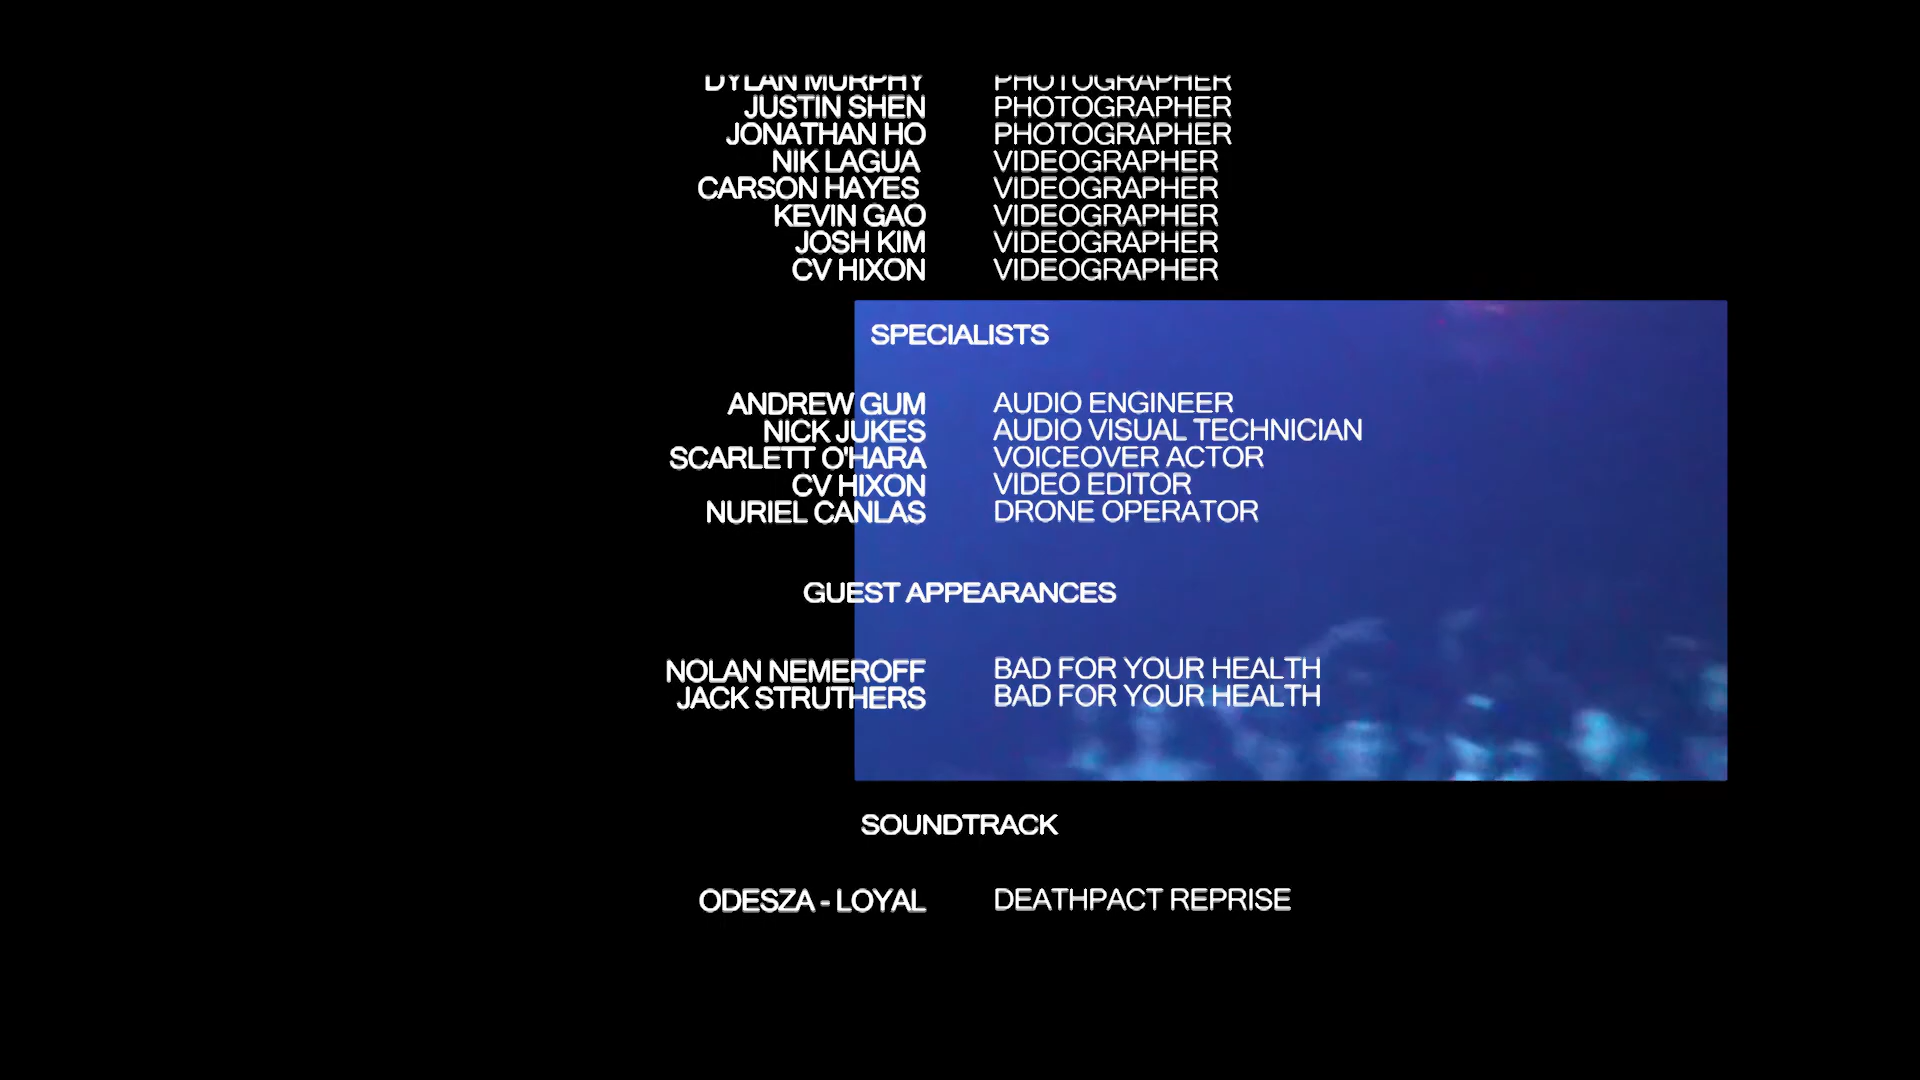 DYLAN MURPHY PHOTOGRAPHER
JUSTIN SHEN PHOTOGRAPHER
JONATHAN HO PHOTOGRAPHER
NIK LAGUA VIDEOGRAPHER
CARSON HAYES VIDEOGRAPHER
KEVIN GAO VIDEOGRAPHER
JOSH KIM VIDEOGRAPHER
CV HIXON VIDEOGRAPHER
SPECIALISTS
ANDREW GUM AUDIO ENGINEER
NICK JUKES AUDIO VISUAL TECHNICIAN
SCARLETT O'HARA VOICEOVER ACTOR
CV HIXON VIDEO EDITOR
NURIEL CANLAS DRONE OPERATOR
GUEST APPEARANCES
NOLAN NEMEROFF BAD FOR YOUR HEALTH
JACK STRUTHERS BAD FOR YOUR HEALTH
SOUNDTRACK
ODESZA - LOYAL DEATHPACT REPRISE